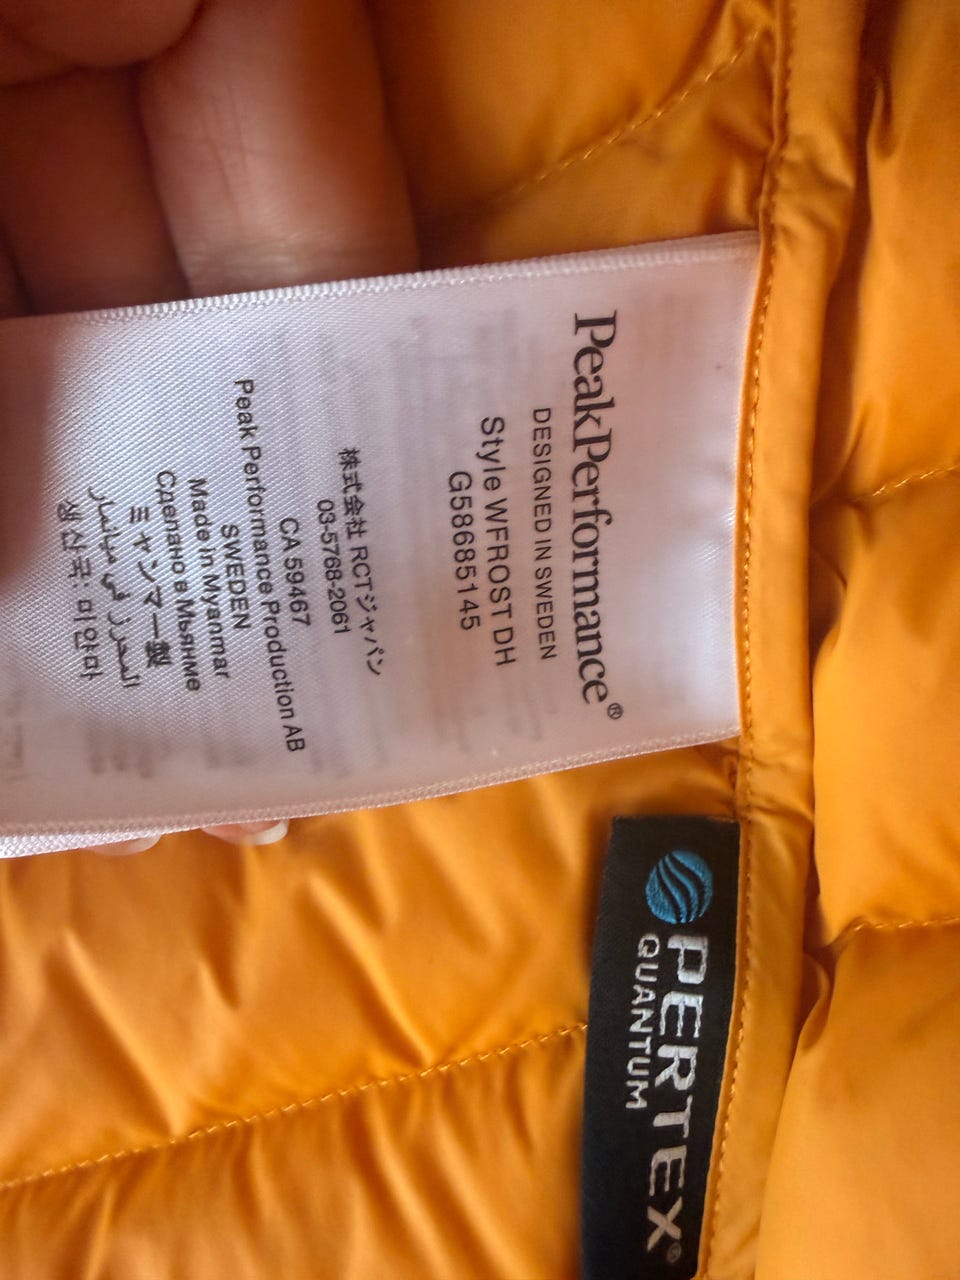 PeakPerformance®
DESIGNED IN SWEDEN
Style WFROST DH
G58685145
株式会社 RCTジャパン
03-5768-2061
CA 59467
Peak Performance Production AB
SWEDEN
Made in Myanmar
Сделано в Мьянме
ミャンマー製
المحرز في ميانمار
생산국: 미얀마
PERTEX®
QUANTUM